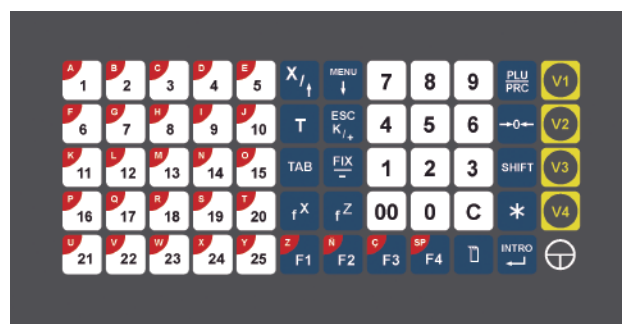 A 1 B 2 C 3 D 4 E 5 X/↑ MENU ↓ 7 8 9 PLU PRC V1
F 6 G 7 H 8 I 9 J 10 T ESC K/+ 4 5 6 →0← V2
K 11 L 12 M 13 N 14 O 15 TAB FIX – 1 2 3 SHIFT V3
P 16 Q 17 R 18 S 19 T 20 f X f Z 00 0 C * V4
U 21 V 22 W 23 X 24 Y 25 Z F1 Ñ F2 Ç F3 SP F4 INTRO